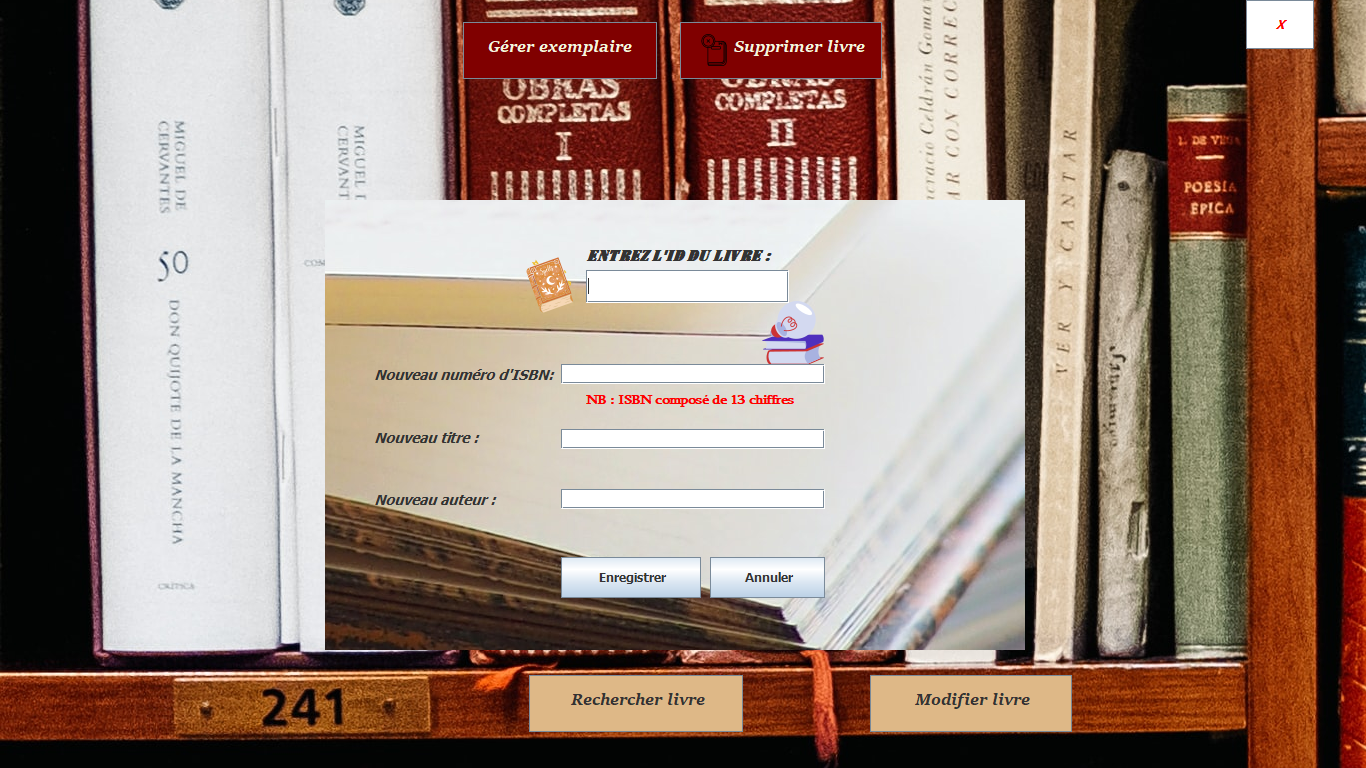 Gérer exemplaire
Supprimer livre
X
OBRAS
COMPLETAS
I
OBRAS
COMPLETAS
II
MIGUEL DE
CERVANTES
50
DON QUIJOTE DE LA MANCHA
CRÍTICA
MIGUEL D
CERVANT
VER Y CANTAR
L. DE VEGA
POESÍA
ÉPICA
ENTREZ L'ID DU LIVRE :
Nouveau numéro d'ISBN:
NB : ISBN composé de 13 chiffres
Nouveau titre :
Nouveau auteur :
Enregistrer
Annuler
241
Rechercher livre
Modifier livre